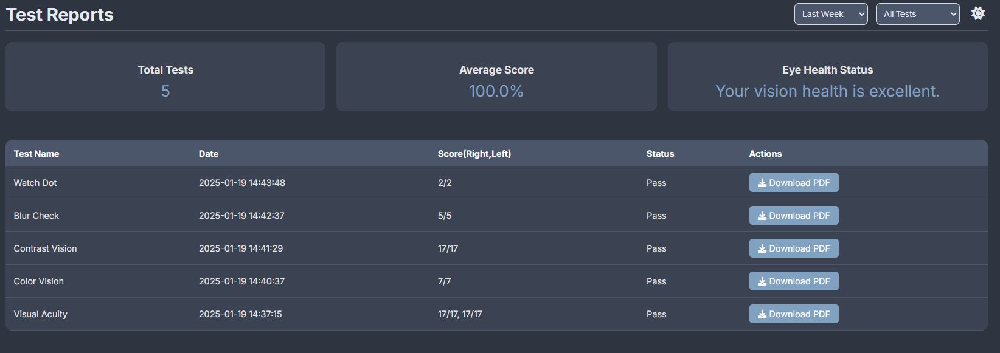 Test Reports
Last Week
All Tests
Total Tests
5
Average Score
100.0%
Eye Health Status
Your vision health is excellent.
Test Name Date Score(Right,Left) Status Actions
Watch Dot 2025-01-19 14:43:48 2/2 Pass Download PDF
Blur Check 2025-01-19 14:42:37 5/5 Pass Download PDF
Contrast Vision 2025-01-19 14:41:29 17/17 Pass Download PDF
Color Vision 2025-01-19 14:40:37 7/7 Pass Download PDF
Visual Acuity 2025-01-19 14:37:15 17/17, 17/17 Pass Download PDF